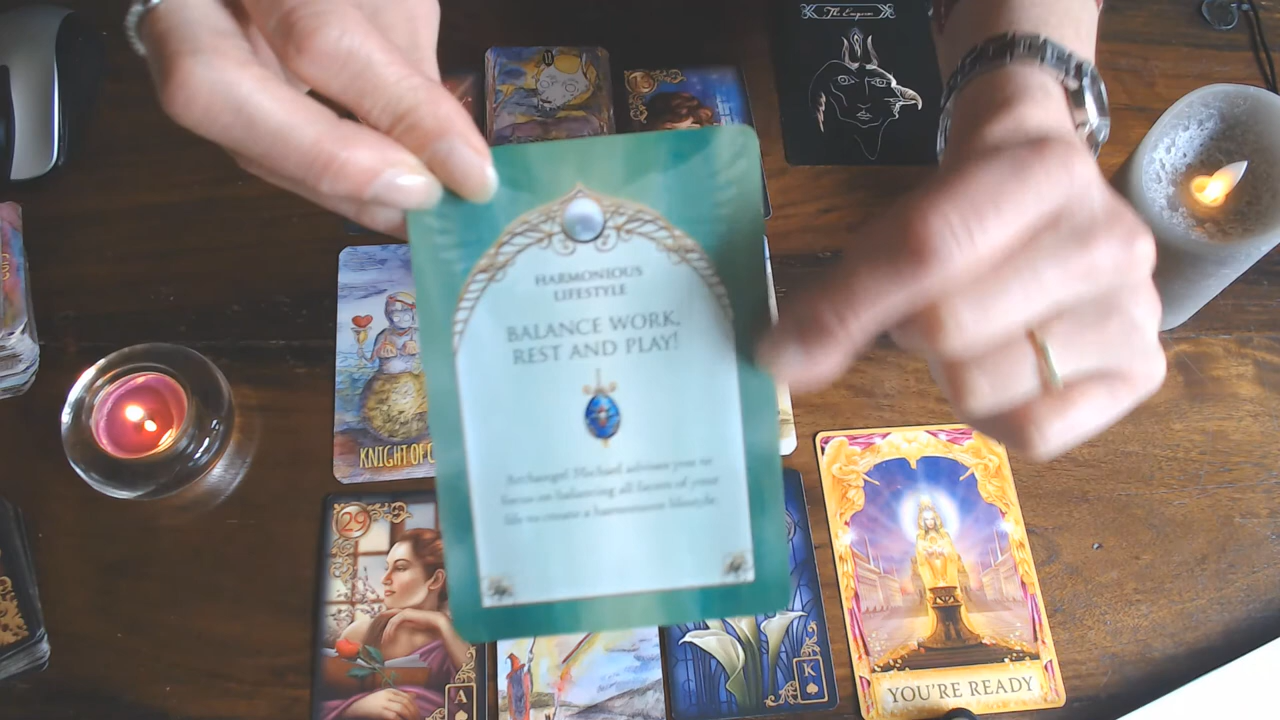 The Emperor
HARMONIOUS
LIFESTYLE
BALANCE WORK,
REST AND PLAY!
Archangel Michael advises you to
focus on balancing all facets of your
life to create a harmonious lifestyle.
KNIGHT OF C
29
A
K
YOU'RE READY